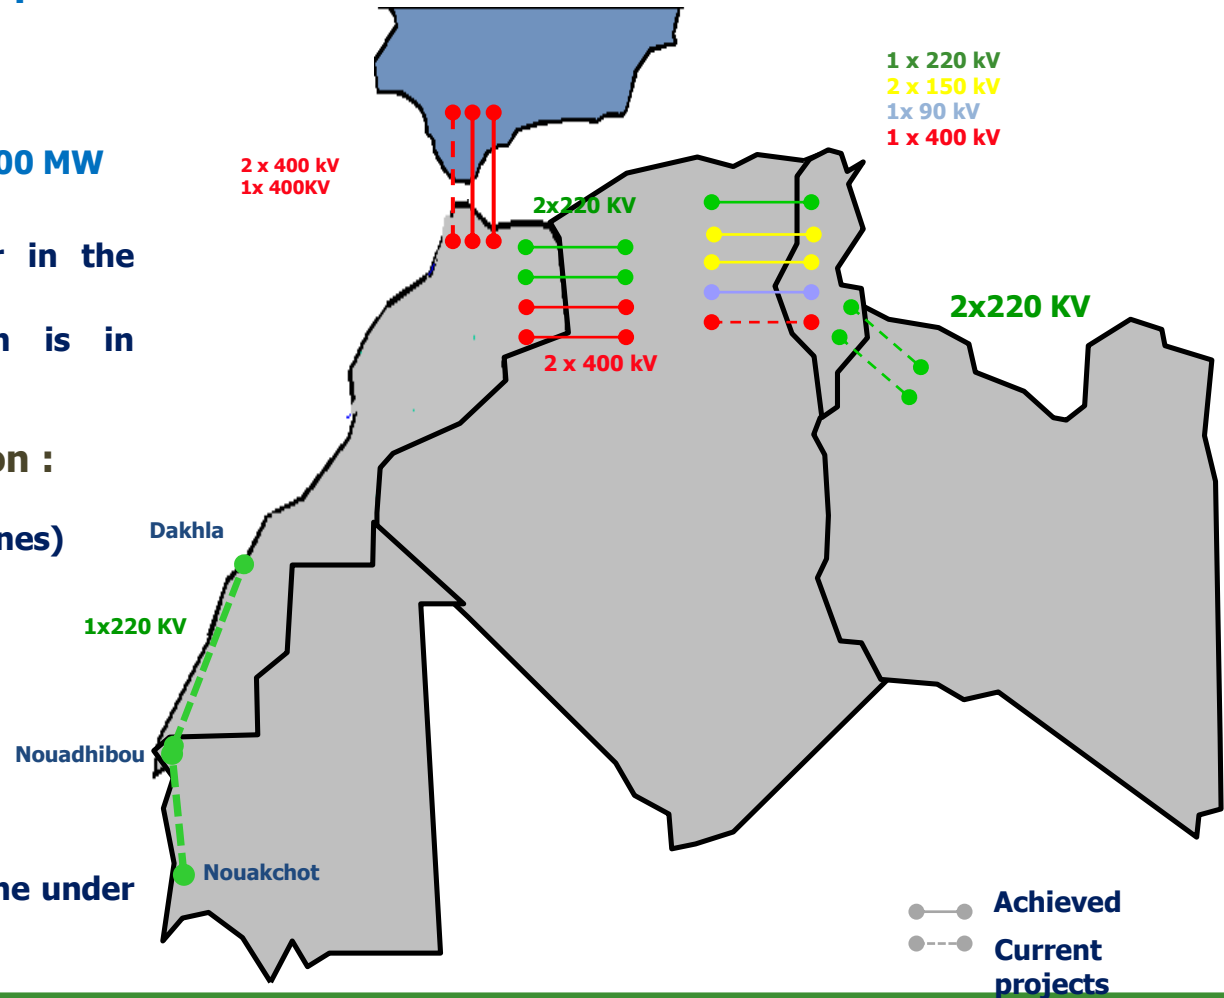 00 MW
in the
is in
on :
Dakhla
nes)
1x220 KV
Nouadhibou
Nouakchot
ne under
2 x 400 kV
1x 400KV
2x220 KV
2 x 400 kV
1 x 220 kV
2 x 150 kV
1x 90 kV
1 x 400 kV
2x220 KV
Achieved
Current
projects